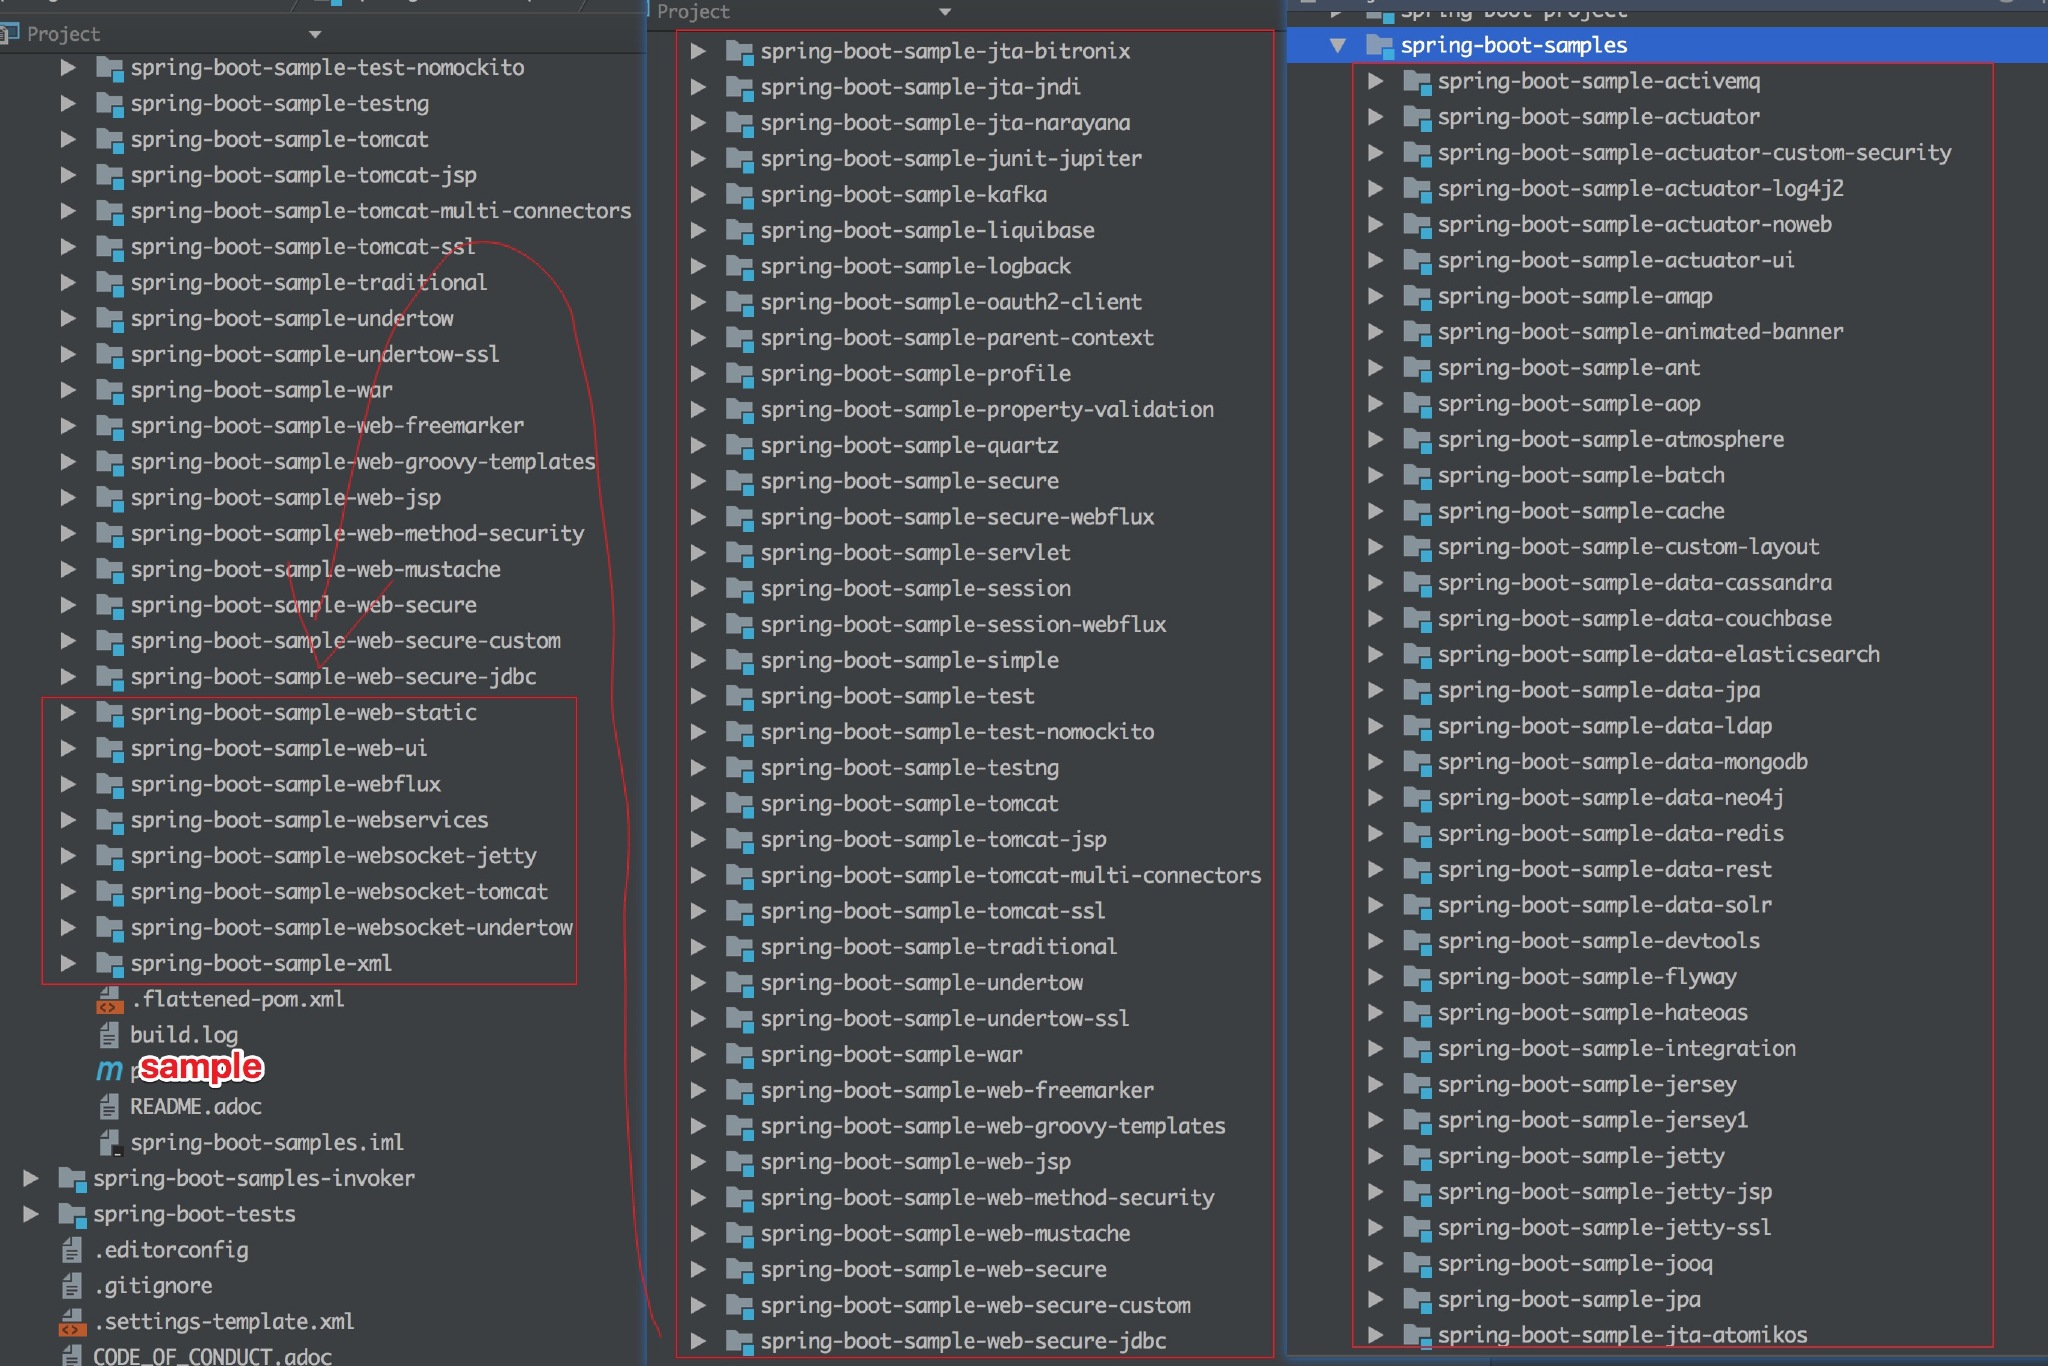 Project
spring-boot-sample-test-nomockito
spring-boot-sample-testng
spring-boot-sample-tomcat
spring-boot-sample-tomcat-jsp
spring-boot-sample-tomcat-multi-connectors
spring-boot-sample-tomcat-ssl
spring-boot-sample-traditional
spring-boot-sample-undertow
spring-boot-sample-undertow-ssl
spring-boot-sample-war
spring-boot-sample-web-freemarker
spring-boot-sample-web-groovy-templates
spring-boot-sample-web-jsp
spring-boot-sample-web-method-security
spring-boot-sample-web-mustache
spring-boot-sample-web-secure
spring-boot-sample-web-secure-custom
spring-boot-sample-web-secure-jdbc
spring-boot-sample-web-static
spring-boot-sample-web-ui
spring-boot-sample-webflux
spring-boot-sample-webservices
spring-boot-sample-websocket-jetty
spring-boot-sample-websocket-tomcat
spring-boot-sample-websocket-undertow
spring-boot-sample-xml
.flattened-pom.xml
build.log
sample
README.adoc
spring-boot-samples.iml
spring-boot-samples-invoker
spring-boot-tests
.editorconfig
.gitignore
.settings-template.xml
CODE_OF_CONDUCT.adoc
Project
spring-boot-sample-jta-bitronix
spring-boot-sample-jta-jndi
spring-boot-sample-jta-narayana
spring-boot-sample-junit-jupiter
spring-boot-sample-kafka
spring-boot-sample-liquibase
spring-boot-sample-logback
spring-boot-sample-oauth2-client
spring-boot-sample-parent-context
spring-boot-sample-profile
spring-boot-sample-property-validation
spring-boot-sample-quartz
spring-boot-sample-secure
spring-boot-sample-secure-webflux
spring-boot-sample-servlet
spring-boot-sample-session
spring-boot-sample-session-webflux
spring-boot-sample-simple
spring-boot-sample-test
spring-boot-sample-test-nomockito
spring-boot-sample-testng
spring-boot-sample-tomcat
spring-boot-sample-tomcat-jsp
spring-boot-sample-tomcat-multi-connectors
spring-boot-sample-tomcat-ssl
spring-boot-sample-traditional
spring-boot-sample-undertow
spring-boot-sample-undertow-ssl
spring-boot-sample-war
spring-boot-sample-web-freemarker
spring-boot-sample-web-groovy-templates
spring-boot-sample-web-jsp
spring-boot-sample-web-method-security
spring-boot-sample-web-mustache
spring-boot-sample-web-secure
spring-boot-sample-web-secure-custom
spring-boot-sample-web-secure-jdbc
spring-boot-project
spring-boot-samples
spring-boot-sample-activemq
spring-boot-sample-actuator
spring-boot-sample-actuator-custom-security
spring-boot-sample-actuator-log4j2
spring-boot-sample-actuator-noweb
spring-boot-sample-actuator-ui
spring-boot-sample-amqp
spring-boot-sample-animated-banner
spring-boot-sample-ant
spring-boot-sample-aop
spring-boot-sample-atmosphere
spring-boot-sample-batch
spring-boot-sample-cache
spring-boot-sample-custom-layout
spring-boot-sample-data-cassandra
spring-boot-sample-data-couchbase
spring-boot-sample-data-elasticsearch
spring-boot-sample-data-jpa
spring-boot-sample-data-ldap
spring-boot-sample-data-mongodb
spring-boot-sample-data-neo4j
spring-boot-sample-data-redis
spring-boot-sample-data-rest
spring-boot-sample-data-solr
spring-boot-sample-devtools
spring-boot-sample-flyway
spring-boot-sample-hateoas
spring-boot-sample-integration
spring-boot-sample-jersey
spring-boot-sample-jersey1
spring-boot-sample-jetty
spring-boot-sample-jetty-jsp
spring-boot-sample-jetty-ssl
spring-boot-sample-jooq
spring-boot-sample-jpa
spring-boot-sample-jta-atomikos